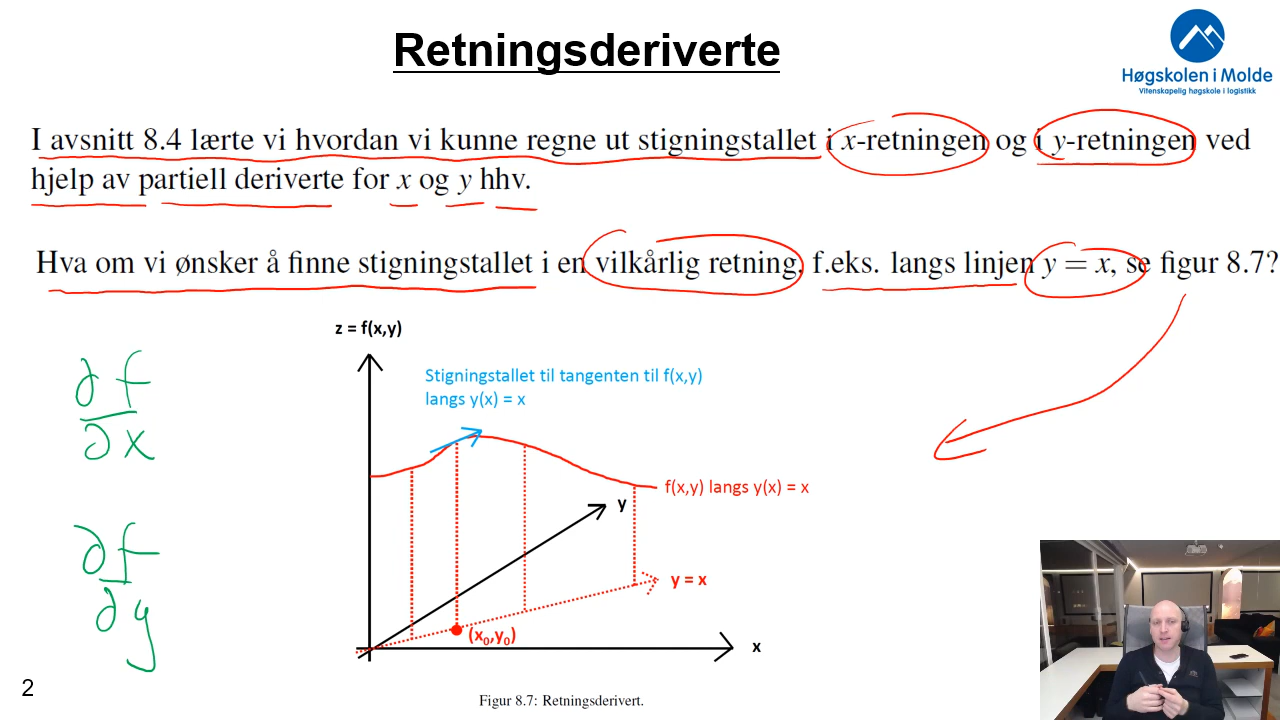 Retningsderiverte
Høgskolen i Molde
Vitenskapelig høgskole i logistikk
I avsnitt 8.4 lærte vi hvordan vi kunne regne ut stigningstallet i x-retningen og i y-retningen ved
hjelp av partiell deriverte for x og y hhv.
Hva om vi ønsker å finne stigningstallet i en vilkårlig retning, f.eks. langs linjen y = x, se figur 8.7?
z = f(x,y)
Stigningstallet til tangenten til f(x,y)
langs y(x) = x
∂f
∂x
f(x,y) langs y(x) = x
y
∂f
∂y
y = x
(x₀,y₀)
x
2
Figur 8.7: Retningsderivert.